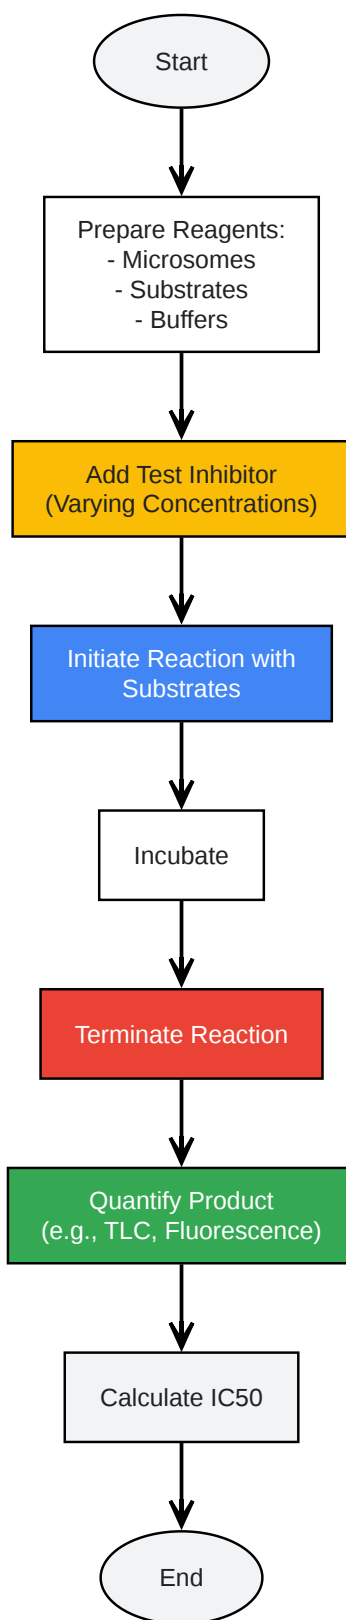 Start
Prepare Reagents:
- Microsomes
- Substrates
- Buffers
Add Test Inhibitor
(Varying Concentrations)
Initiate Reaction with
Substrates
Incubate
Terminate Reaction
Quantify Product
(e.g., TLC, Fluorescence)
Calculate IC50
End